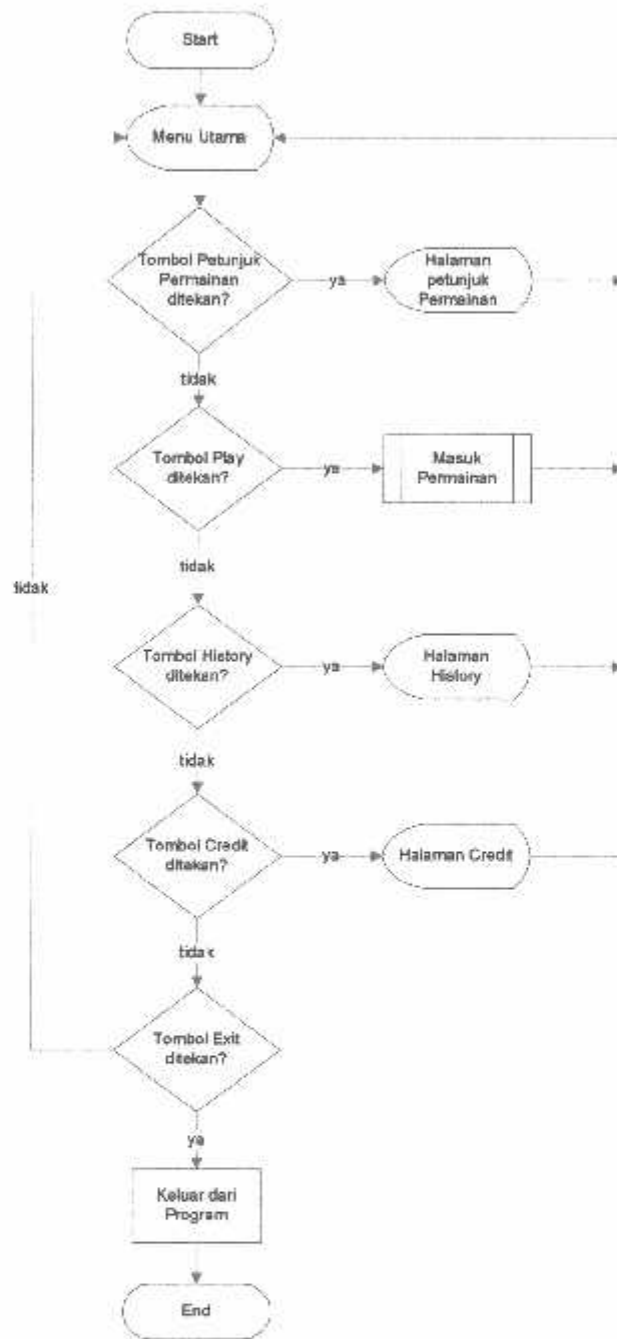 Start
Menu Utama
Tombol Petunjuk
Permainan
ditekan?
ya
Halaman
petunjuk
Permainan
tidak
Tombol Play
ditekan?
ya
Masuk
Permainan
tidak
tidak
Tombol History
ditekan?
ya
Halaman
History
tidak
Tombol Credit
ditekan?
ya
Halaman Credit
tidak
Tombol Exit
ditekan?
ya
Keluar dari
Program
End